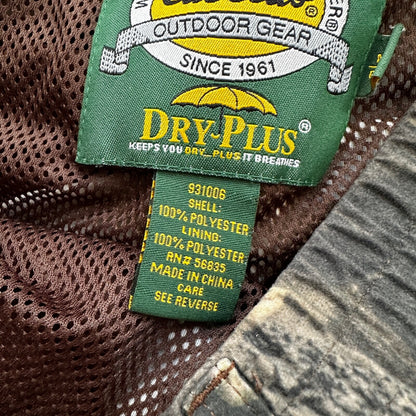 OUTDOOR GEAR
SINCE 1961
DRY-PLUS®
KEEPS YOU DRY... PLUS IT BREATHES
931006
SHELL:
100% POLYESTER
LINING:
100% POLYESTER
RN# 56835
MADE IN CHINA
CARE
SEE REVERSE